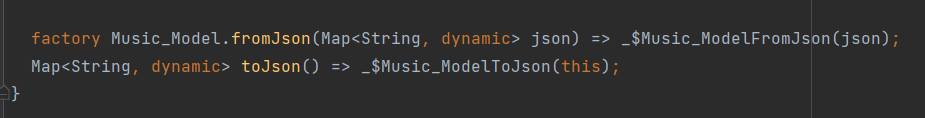 factory Music_Model.fromJson(Map<String, dynamic> json) => _$Music_ModelFromJson(json);
Map<String, dynamic> toJson() => _$Music_ModelToJson(this);
}